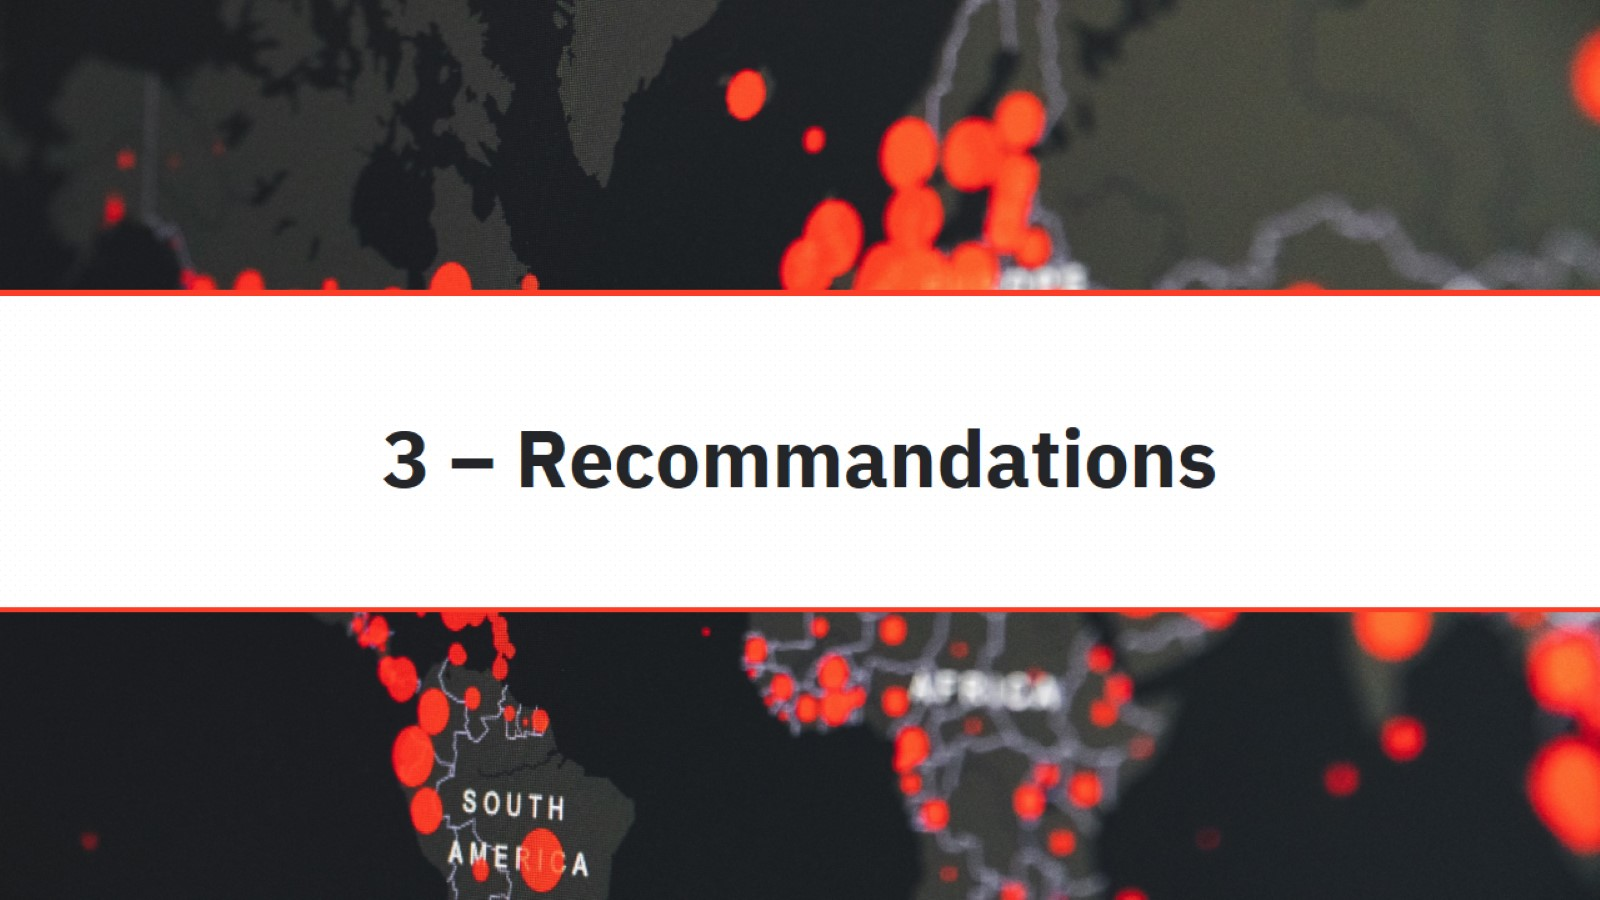 3 – Recommandations
AFRICA
SOUTH
AMERICA